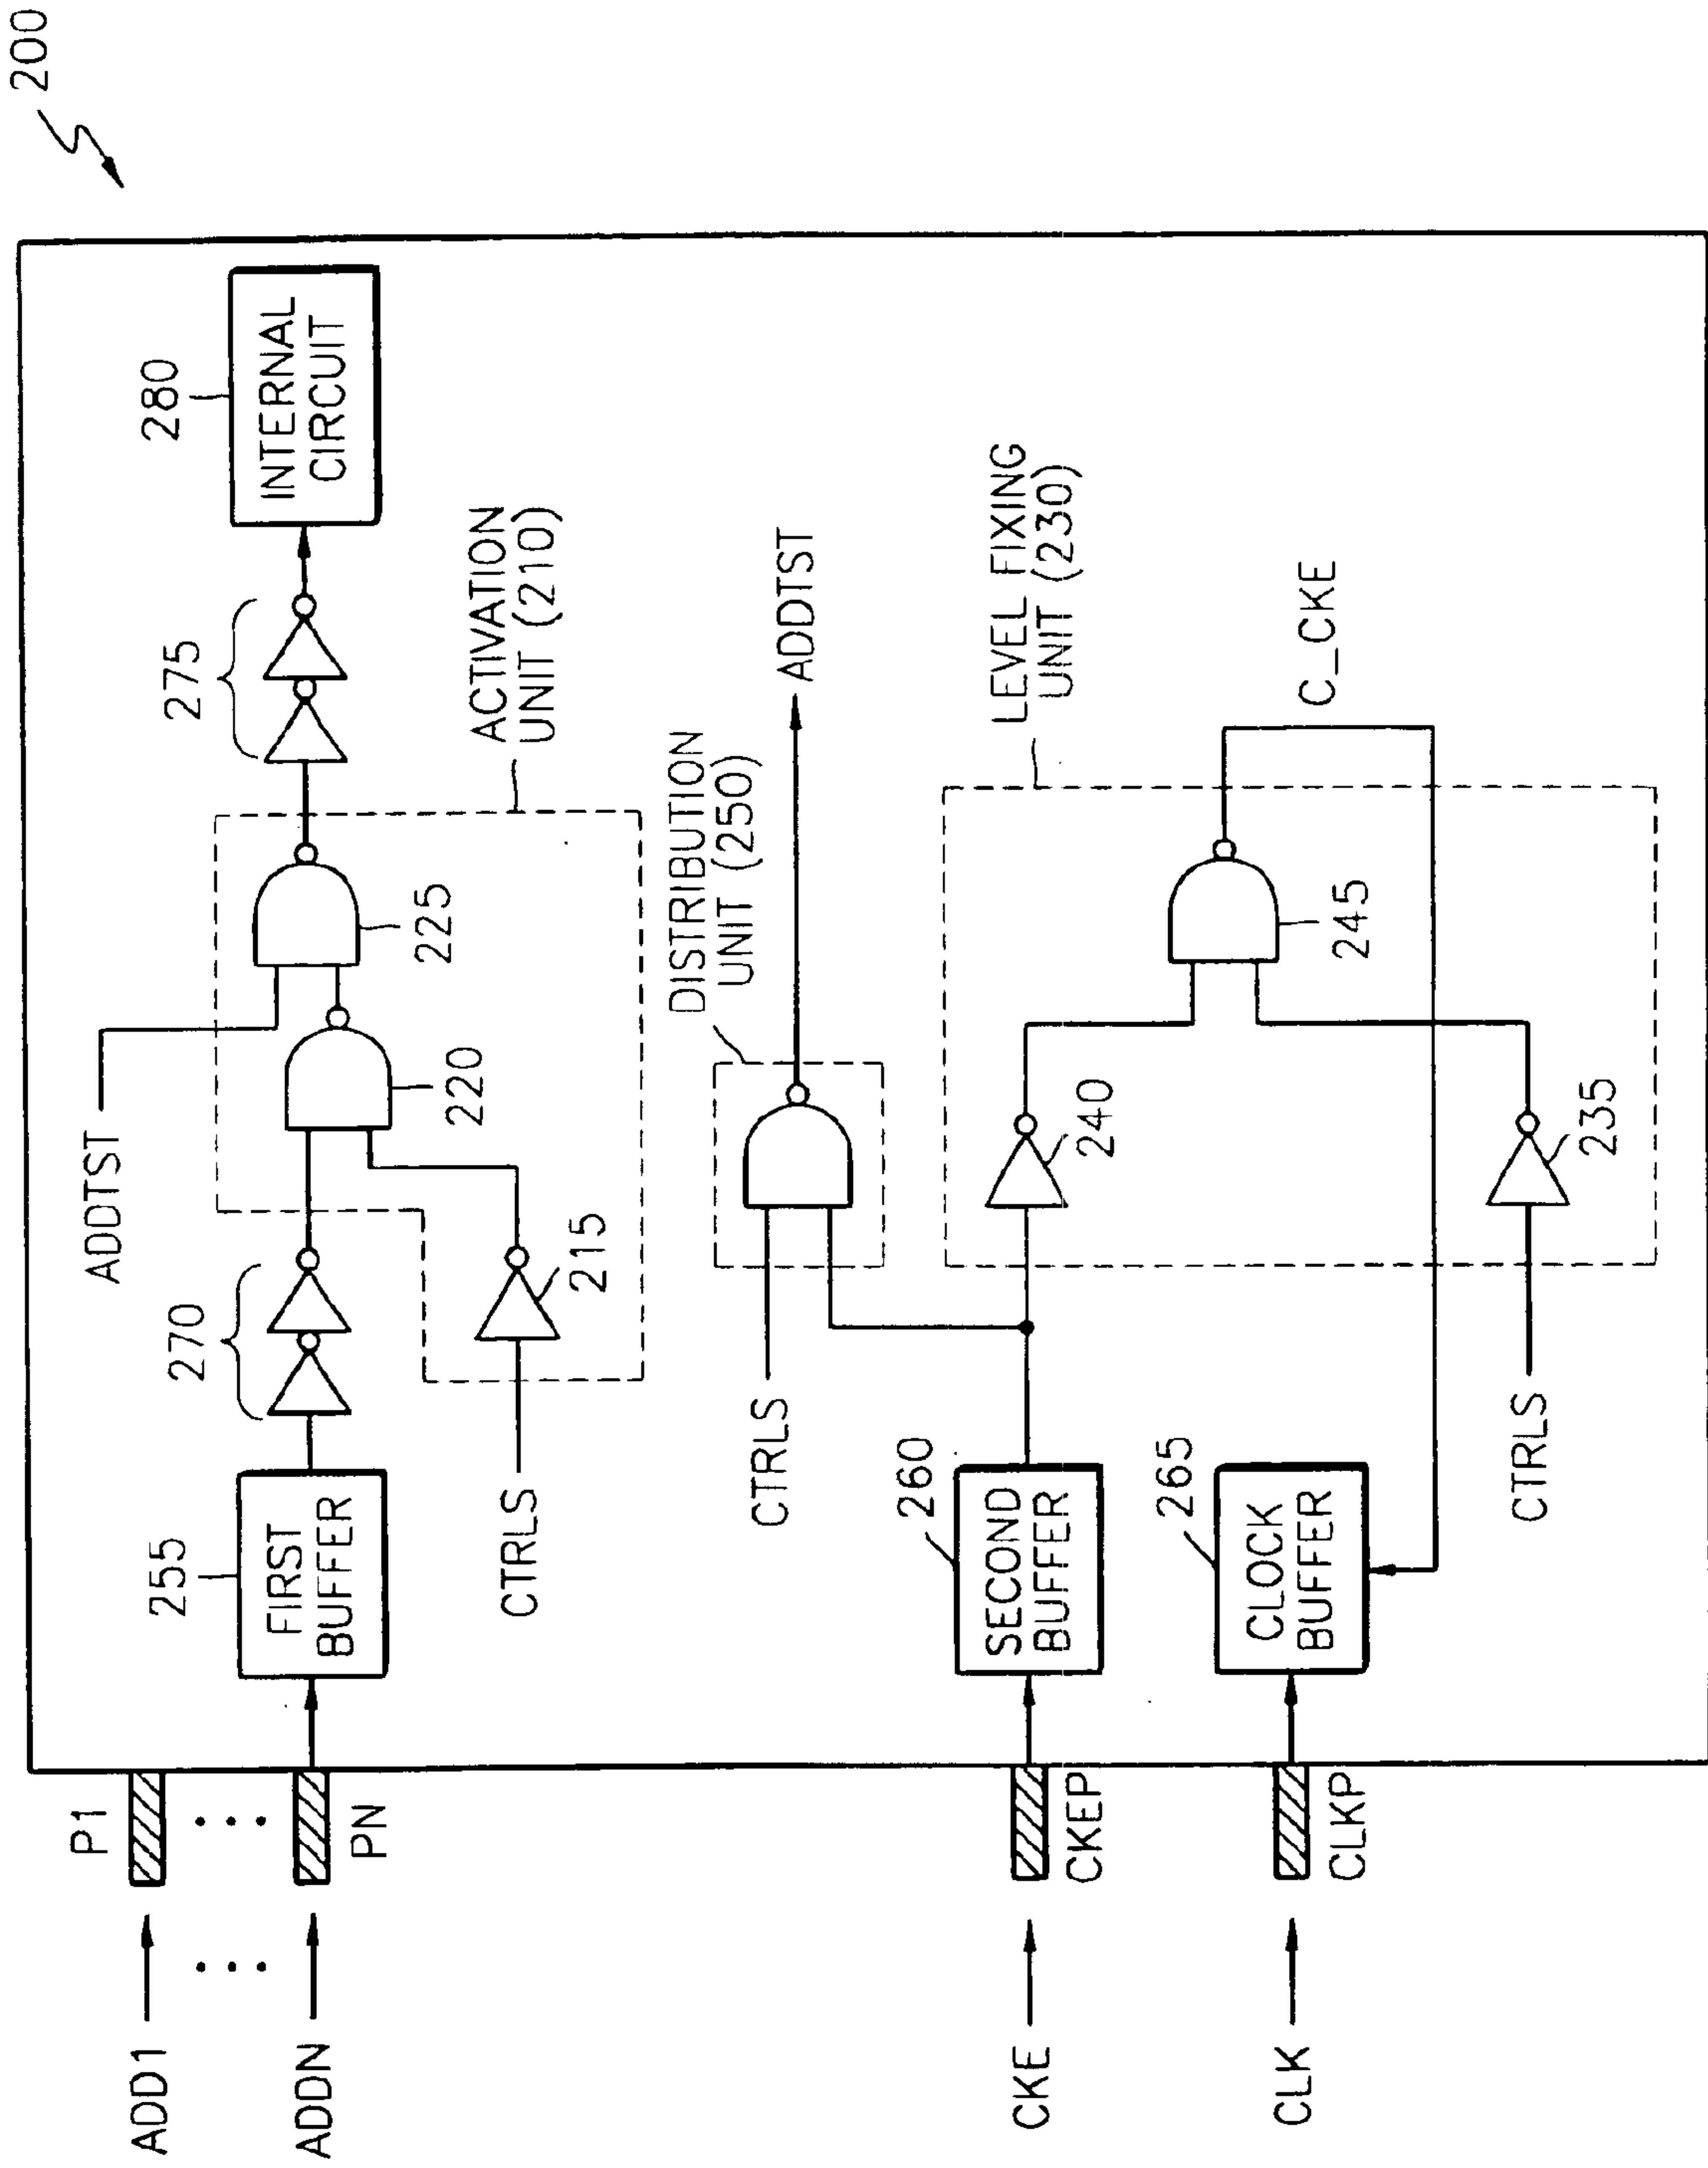 200
280
INTERNAL
CIRCUIT
275
ACTIVATION
UNIT (210)
225
220
ADDTST
270
215
255
FIRST
BUFFER
CTRLS
P1
PN
ADD1
ADDN
DISTRIBUTION
UNIT (250)
ADDTST
CTRLS
LEVEL FIXING
UNIT (230)
C_CKE
245
240
235
260
SECOND
BUFFER
265
CLOCK
BUFFER
CTRLS
CKEP
CLKP
CKE
CLK